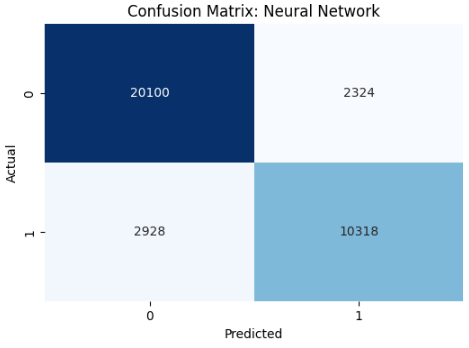 Confusion Matrix: Neural Network
Actual
0
20100
2324
1
2928
10318
0
1
Predicted